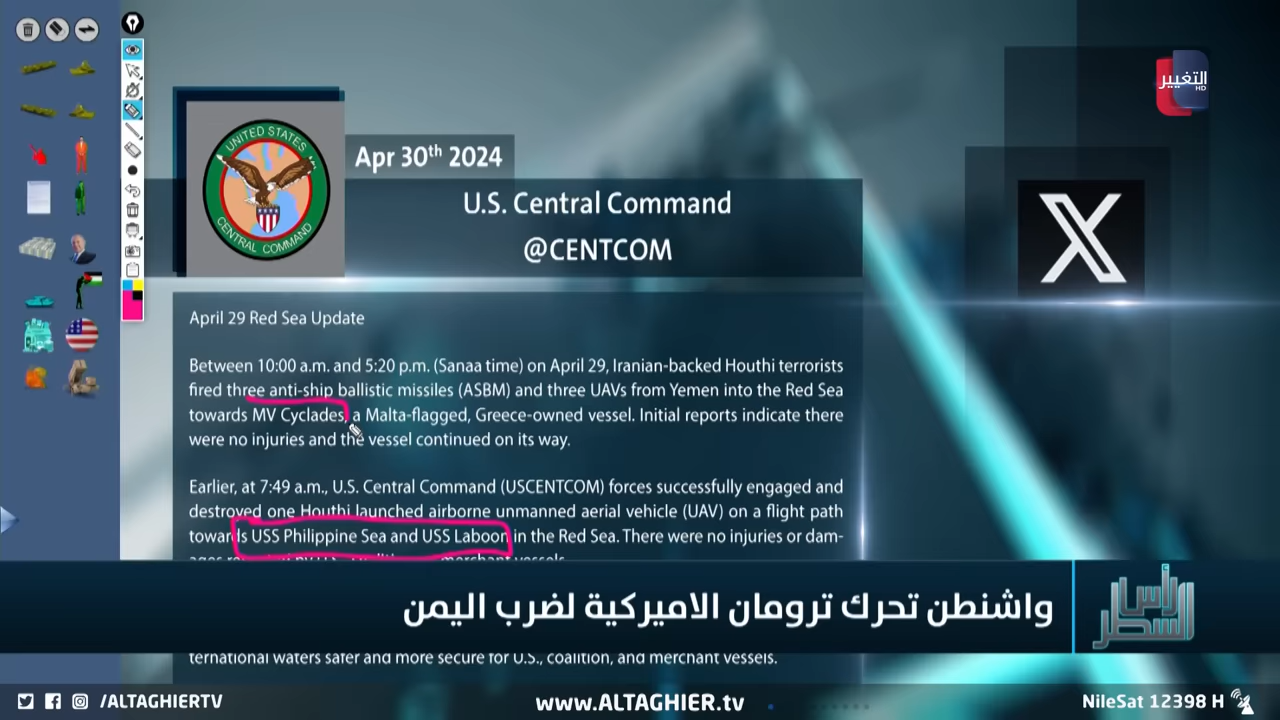 التغيير
HD
UNITED STATES
CENTRAL COMMAND
Apr 30th 2024
U.S. Central Command
@CENTCOM
April 29 Red Sea Update
Between 10:00 a.m. and 5:20 p.m. (Sanaa time) on April 29, Iranian-backed Houthi terrorists
fired three anti-ship ballistic missiles (ASBM) and three UAVs from Yemen into the Red Sea
towards MV Cyclades, a Malta-flagged, Greece-owned vessel. Initial reports indicate there
were no injuries and the vessel continued on its way.
Earlier, at 7:49 a.m., U.S. Central Command (USCENTCOM) forces successfully engaged and
destroyed one Houthi launched airborne unmanned aerial vehicle (UAV) on a flight path
towards USS Philippine Sea and USS Laboon in the Red Sea. There were no injuries or dam-
merchant vessels.
واشنطن تحرك ترومان الاميركية لضرب اليمن
رأس
السطر
ternational waters safer and more secure for U.S., coalition, and merchant vessels.
/ALTAGHIERTV
www.ALTAGHIER.tv
NileSat 12398 H